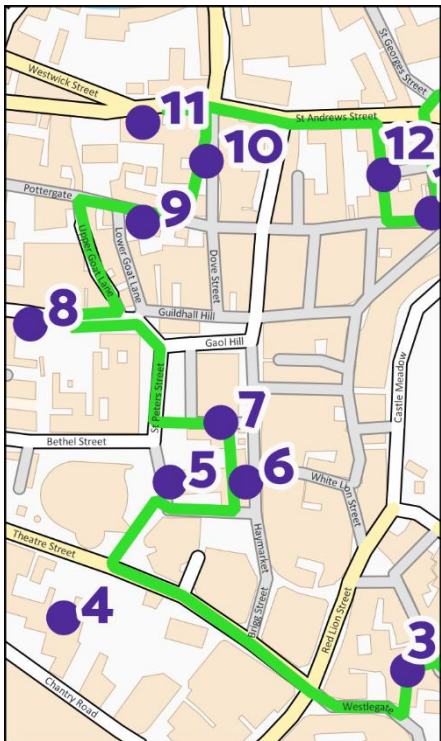 St Georges Street
Westwick Street
11
St Andrews Street
10
12
Pottergate
9
Upper Goat Lane
Lower Goat Lane
Dove Street
8
Guildhall Hill
Gaol Hill
Castle Meadow
St Peters Street
7
Bethel Street
5
6
White Lion Street
Theatre Street
Haymarket
4
Brigg Street
Red Lion Street
3
Chantry Road
Westlegate